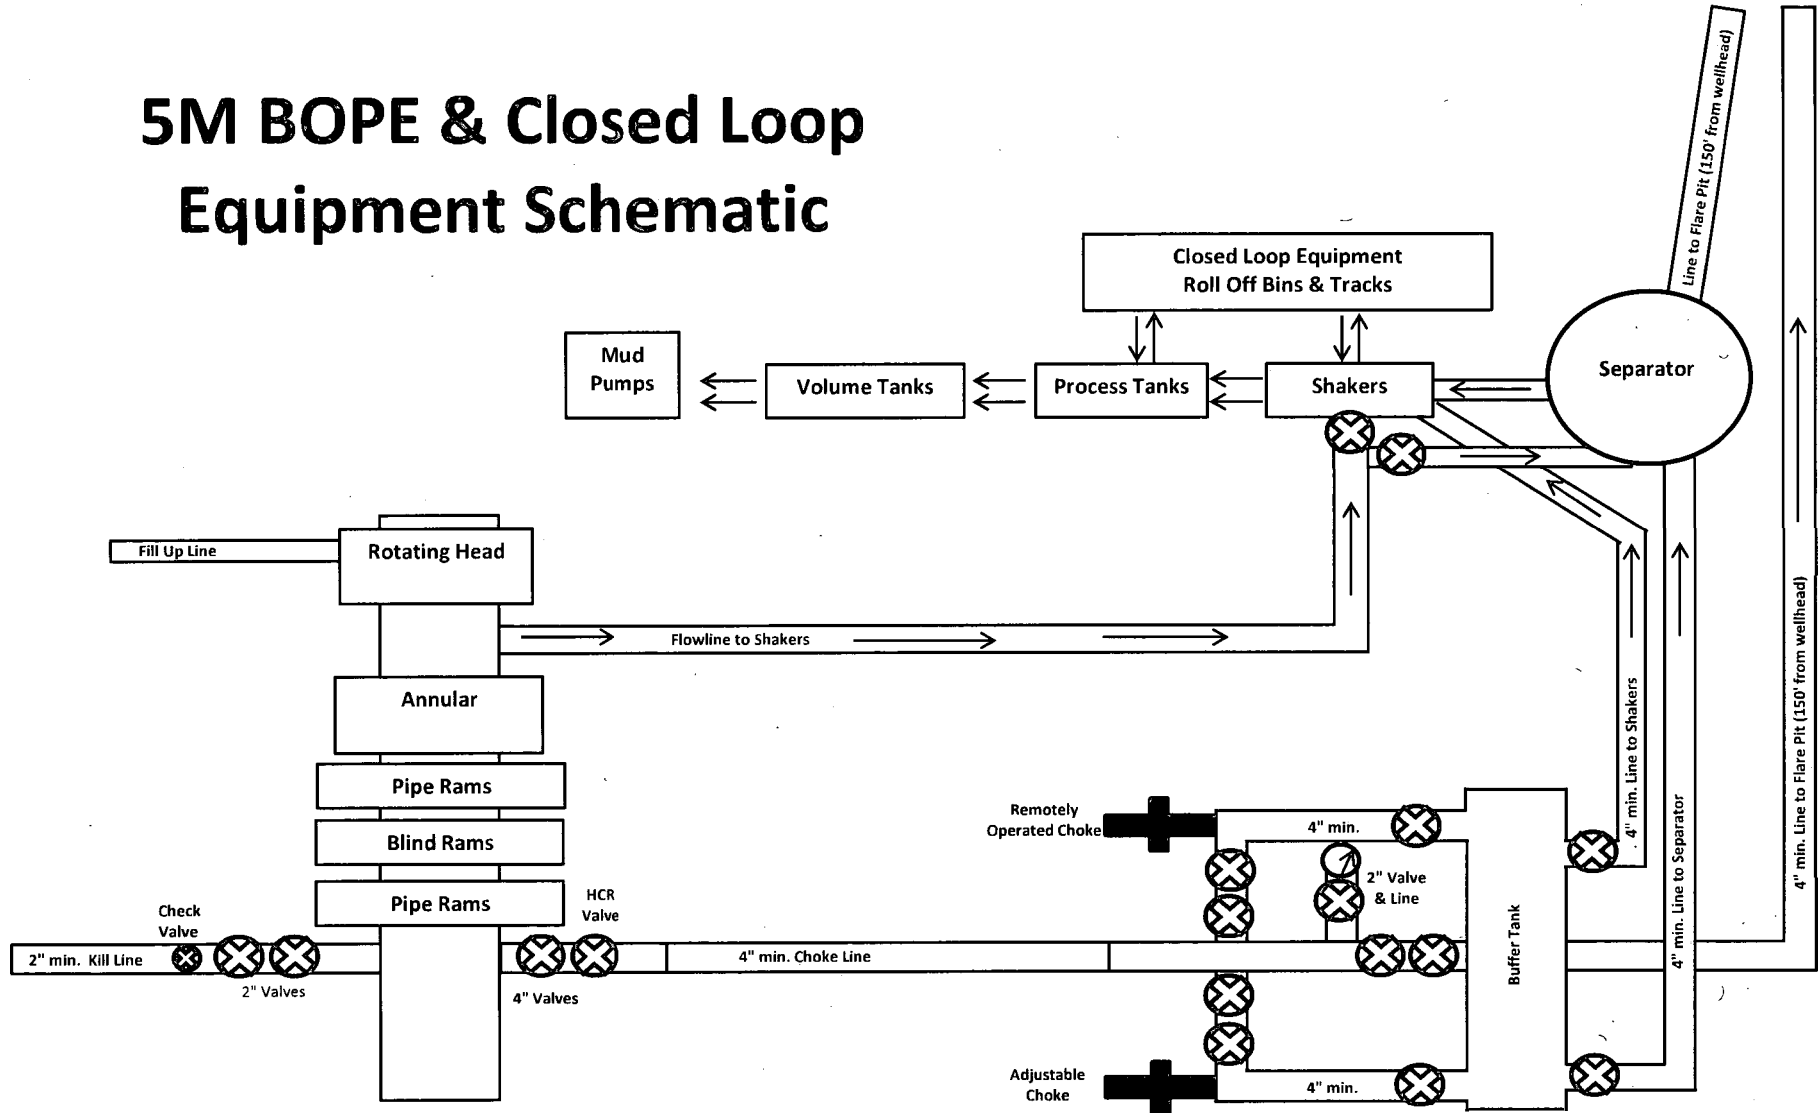 5M BOPE & Closed Loop
Equipment Schematic
Line to Flare Pit (150' from wellhead)
Closed Loop Equipment
Roll Off Bins & Tracks
Mud
Pumps
Volume Tanks
Process Tanks
Shakers
Separator
Fill Up Line
Rotating Head
Flowline to Shakers
Annular
Pipe Rams
Blind Rams
Pipe Rams
Check
Valve
HCR
Valve
2" min. Kill Line
2" Valves
4" Valves
4" min. Choke Line
Remotely
Operated Choke
4" min.
2" Valve
& Line
Buffer Tank
Adjustable
Choke
4" min.
4" min. Line to Shakers
4" min. Line to Separator
4" min. Line to Flare Pit (150' from wellhead)